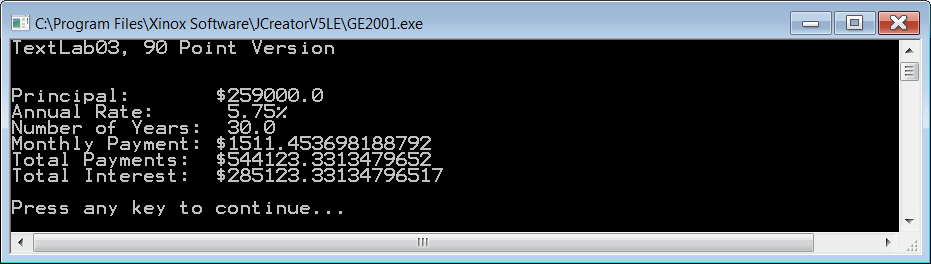 C:\Program Files\Xinox Software\JCreatorV5LE\GE2001.exe
TextLab03, 90 Point Version
Principal:        $259000.0
Annual Rate:       5.75%
Number of Years:  30.0
Monthly Payment: $1511.453698188792
Total Payments:  $544123.3313479652
Total Interest:  $285123.33134796517
Press any key to continue...